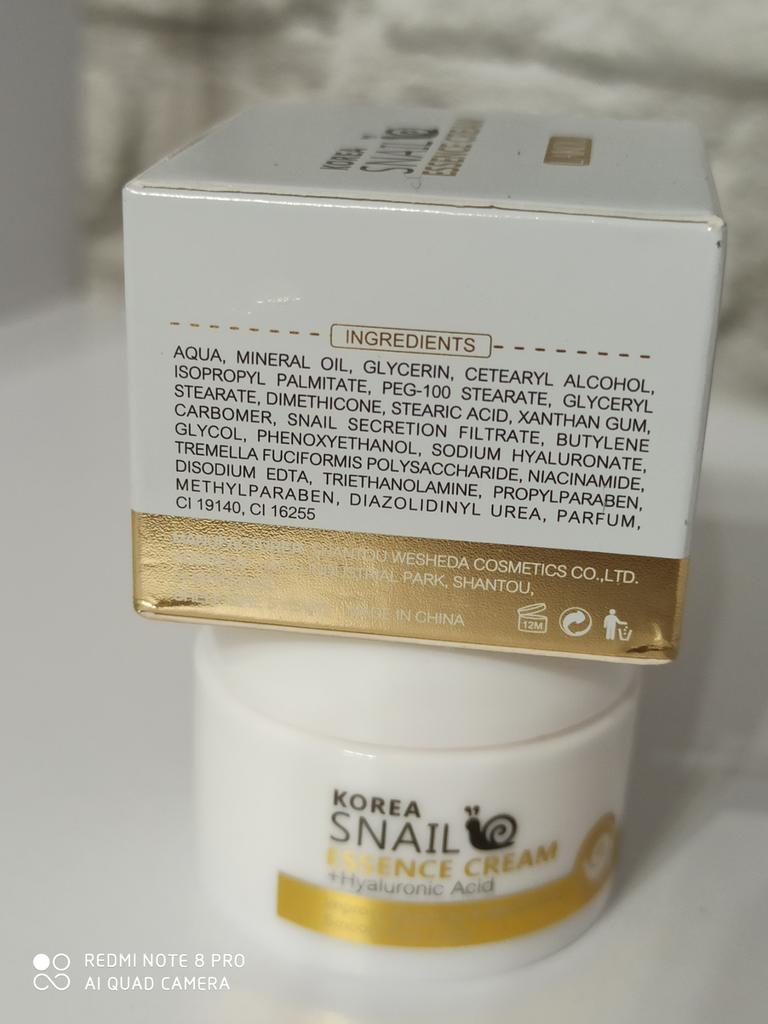 KOREA
SNAIL
ESSENCE CREAM
INGREDIENTS
AQUA, MINERAL OIL, GLYCERIN, CETEARYL ALCOHOL,
ISOPROPYL PALMITATE, PEG-100 STEARATE, GLYCERYL
STEARATE, DIMETHICONE, STEARIC ACID, XANTHAN GUM,
CARBOMER, SNAIL SECRETION FILTRATE, BUTYLENE
GLYCOL, PHENOXYETHANOL, SODIUM HYALURONATE,
TREMELLA FUCIFORMIS POLYSACCHARIDE, NIACINAMIDE,
DISODIUM EDTA, TRIETHANOLAMINE, PROPYLPARABEN,
METHYLPARABEN, DIAZOLIDINYL UREA, PARFUM,
CI 19140, CI 16255
SHANTOU WESHEDA COSMETICS CO.,LTD.
INDUSTRIAL PARK, SHANTOU,
MADE IN CHINA
12M
KOREA
SNAIL
ESSENCE CREAM
+Hyaluronic Acid
REDMI NOTE 8 PRO
AI QUAD CAMERA